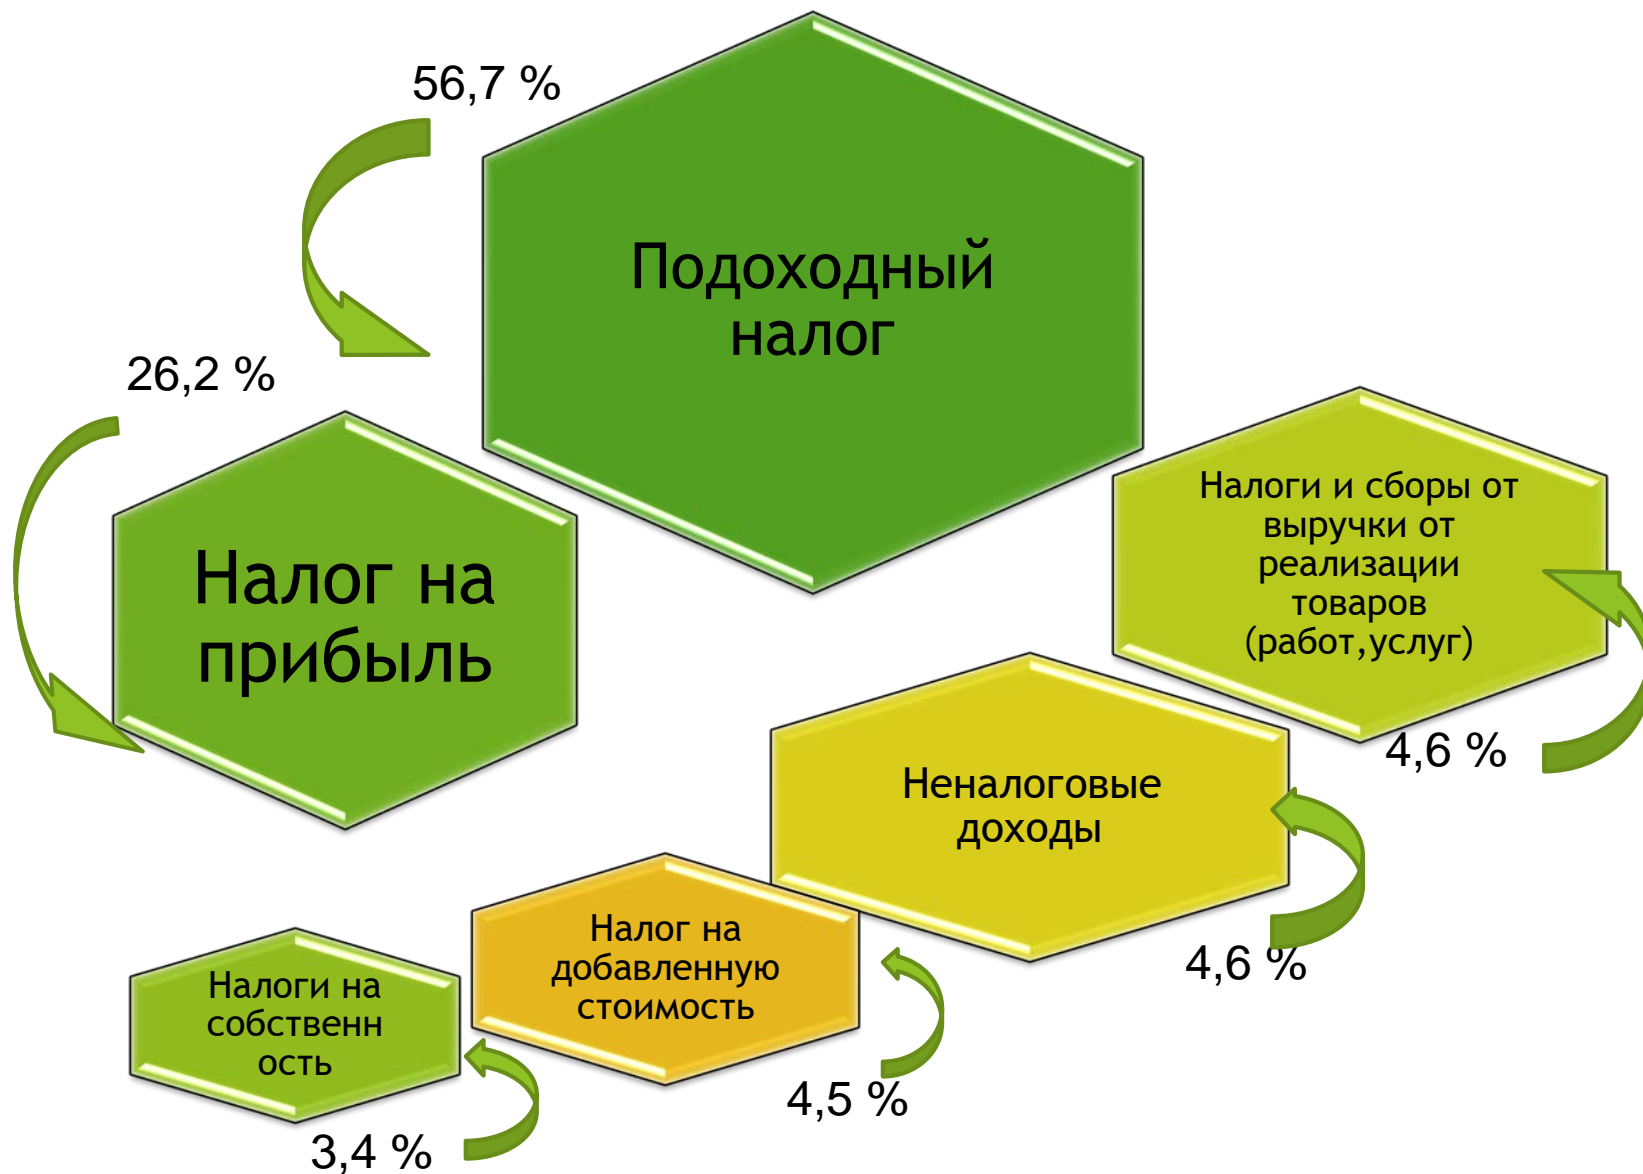 56,7 %
Подоходный
налог
26,2 %
Налог на
прибыль
Налоги и сборы от
выручки от
реализации
товаров
(работ,услуг)
4,6 %
Неналоговые
доходы
4,6 %
Налог на
добавленную
стоимость
4,5 %
Налоги на
собственн
ость
3,4 %